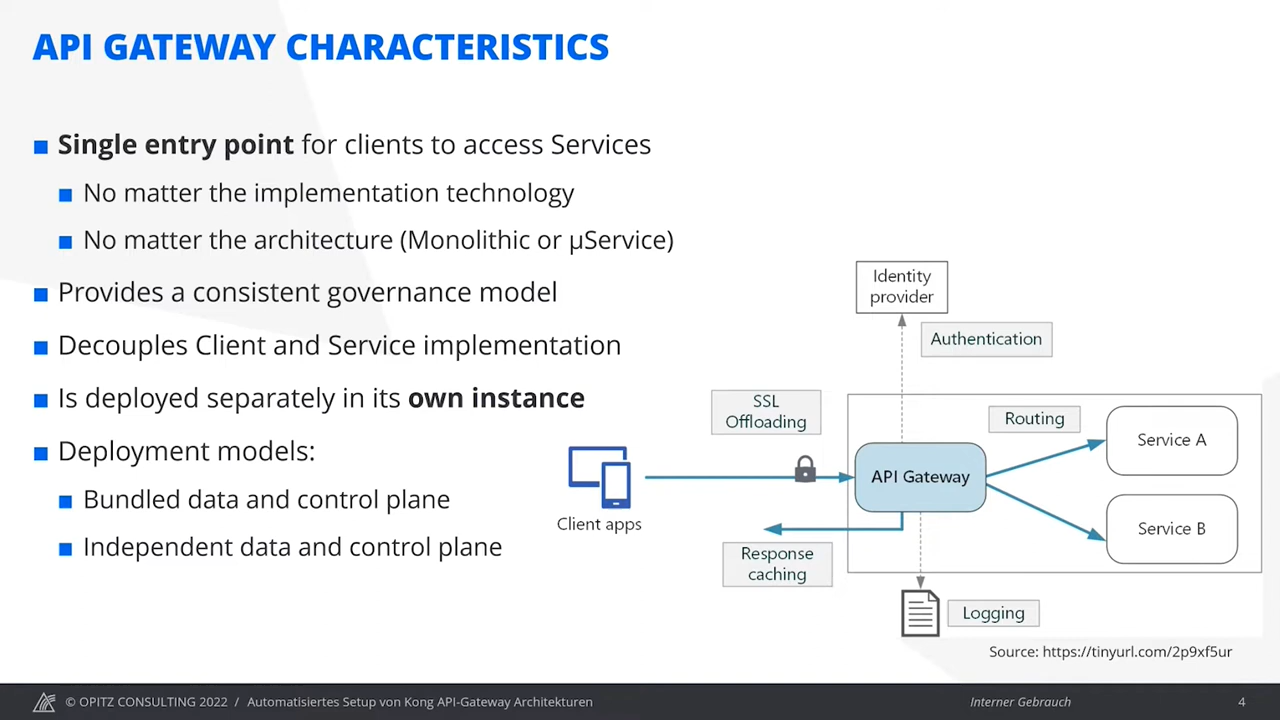 API GATEWAY CHARACTERISTICS
Single entry point for clients to access Services
No matter the implementation technology
No matter the architecture (Monolithic or µService)
Provides a consistent governance model
Decouples Client and Service implementation
Is deployed separately in its own instance
Deployment models:
Bundled data and control plane
Independent data and control plane
Identity
provider
Authentication
SSL
Offloading
Routing
Service A
API Gateway
Client apps
Service B
Response
caching
Logging
Source: https://tinyurl.com/2p9xf5ur
© OPITZ CONSULTING 2022 / Automatisiertes Setup von Kong API-Gateway Architekturen
Interner Gebrauch
4